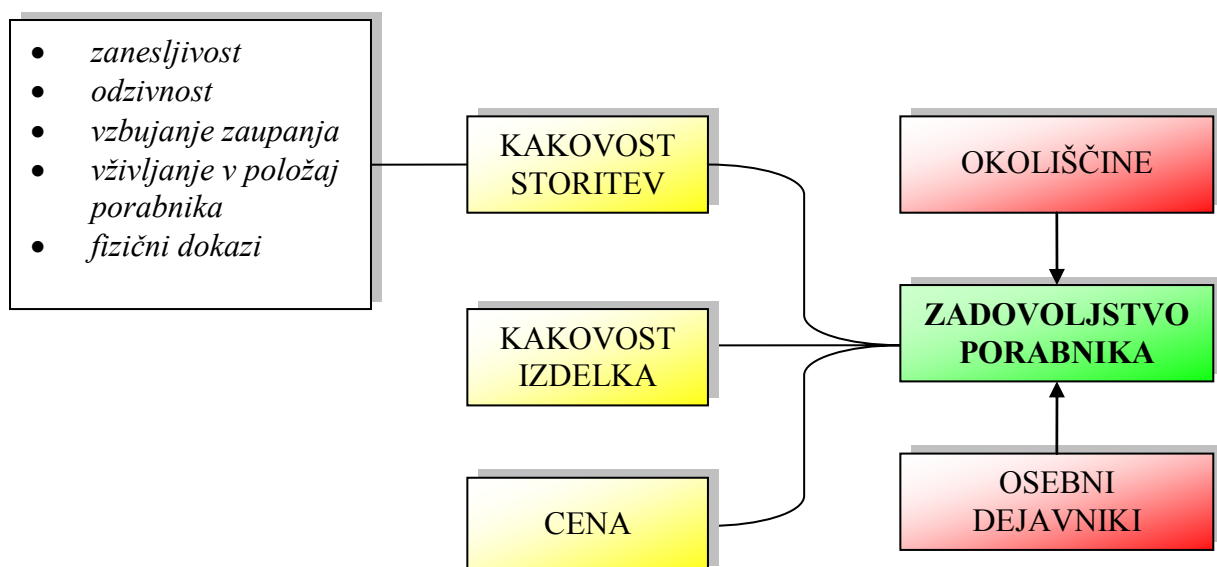 • zanesljivost
• odzivnost
• vzbujanje zaupanja
• vživljanje v položaj
porabnika
• fizični dokazi
KAKOVOST
STORITEV
KAKOVOST
IZDELKA
CENA
OKOLIŠČINE
ZADOVOLJSTVO
PORABNIKA
OSEBNI
DEJAVNIKI